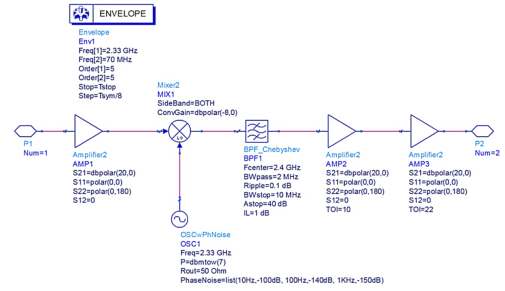 ENVELOPE
Envelope
Env1
Freq[1]=2.33 GHz
Freq[2]=70 MHz
Order[1]=5
Order[2]=5
Stop=Tstop
Step=Tsym/8
Mixer2
MIX1
SideBand=BOTH
ConvGain=dbpolar(-8,0)
LO
P1
Num=1
Amplifier2
AMP1
S21=dbpolar(20,0)
S11=polar(0,0)
S22=polar(0,180)
S12=0
BPF_Chebyshev
BPF1
Fcenter=2.4 GHz
BWpass=2 MHz
Ripple=0.1 dB
BWstop=10 MHz
Astop=40 dB
IL=1 dB
Amplifier2
AMP2
S21=dbpolar(20,0)
S11=polar(0,0)
S22=polar(0,180)
S12=0
TOI=10
Amplifier2
AMP3
S21=dbpolar(20,0)
S11=polar(0,0)
S22=polar(0,180)
S12=0
TOI=22
P2
Num=2
OSCwPhNoise
OSC1
Freq=2.33 GHz
P=dbmtow(7)
Rout=50 Ohm
PhaseNoise=list(10Hz,-100dB, 100Hz,-140dB, 1KHz,-150dB)